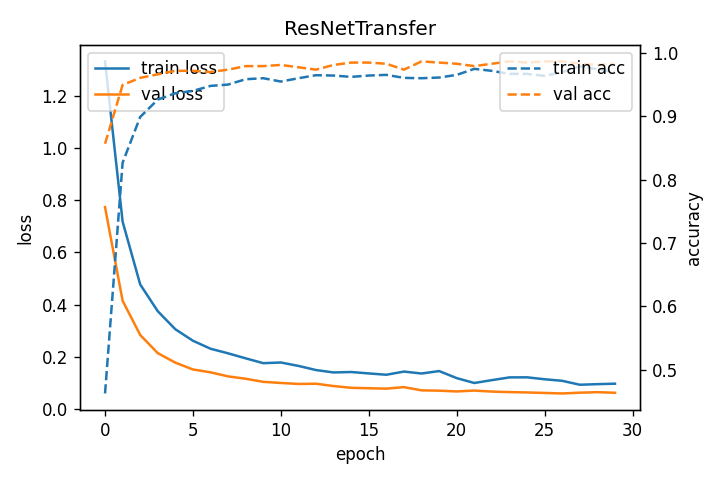 ResNetTransfer
train loss
val loss
train acc
val acc
loss
0.0
0.2
0.4
0.6
0.8
1.0
1.2
accuracy
0.5
0.6
0.7
0.8
0.9
1.0
0 5 10 15 20 25 30
epoch